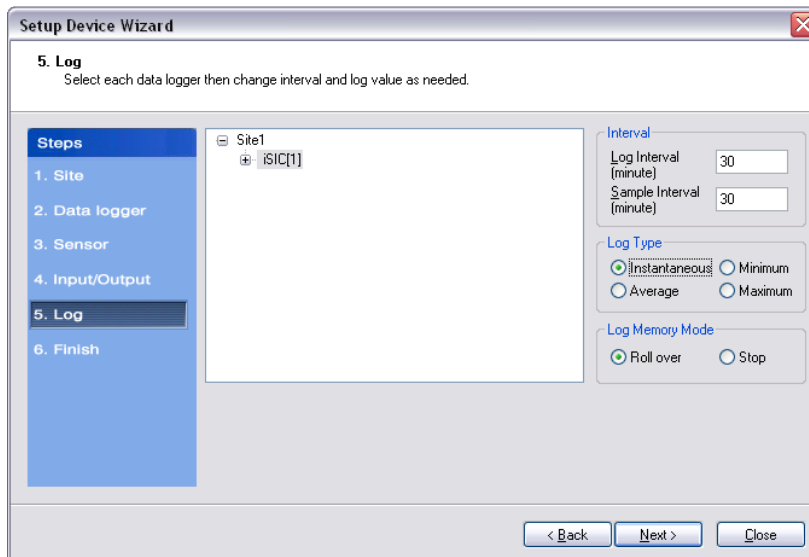 Setup Device Wizard
5. Log
Select each data logger then change interval and log value as needed.
Steps
1. Site
2. Data logger
3. Sensor
4. Input/Output
5. Log
6. Finish
Site1
iSIC[1]
Interval
Log Interval
(minute)
30
Sample Interval
(minute)
30
Log Type
Instantaneous Minimum
Average Maximum
Log Memory Mode
Roll over Stop
< Back Next > Close